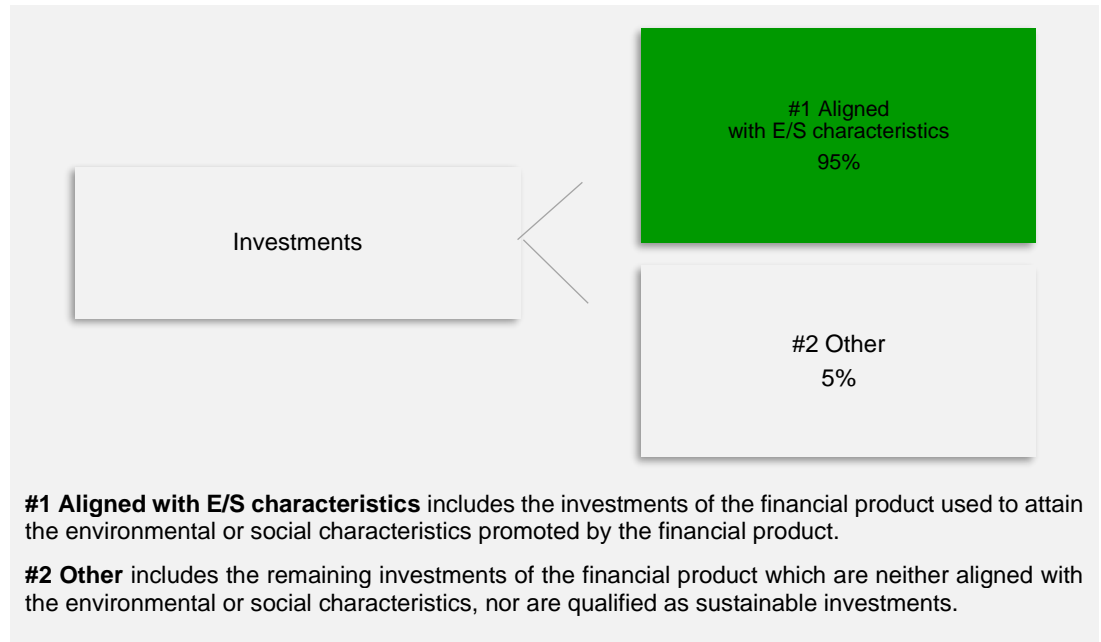 #1 Aligned
with E/S characteristics
95%
Investments
#2 Other
5%
#1 Aligned with E/S characteristics includes the investments of the financial product used to attain
the environmental or social characteristics promoted by the financial product.
#2 Other includes the remaining investments of the financial product which are neither aligned with
the environmental or social characteristics, nor are qualified as sustainable investments.